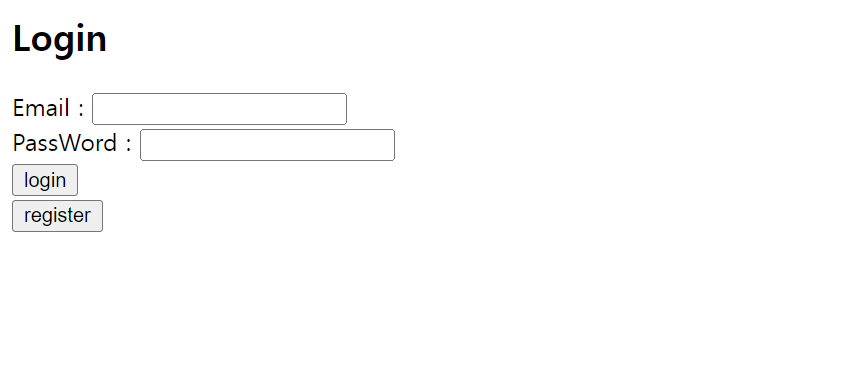 Login
Email :
PassWord :
login
register